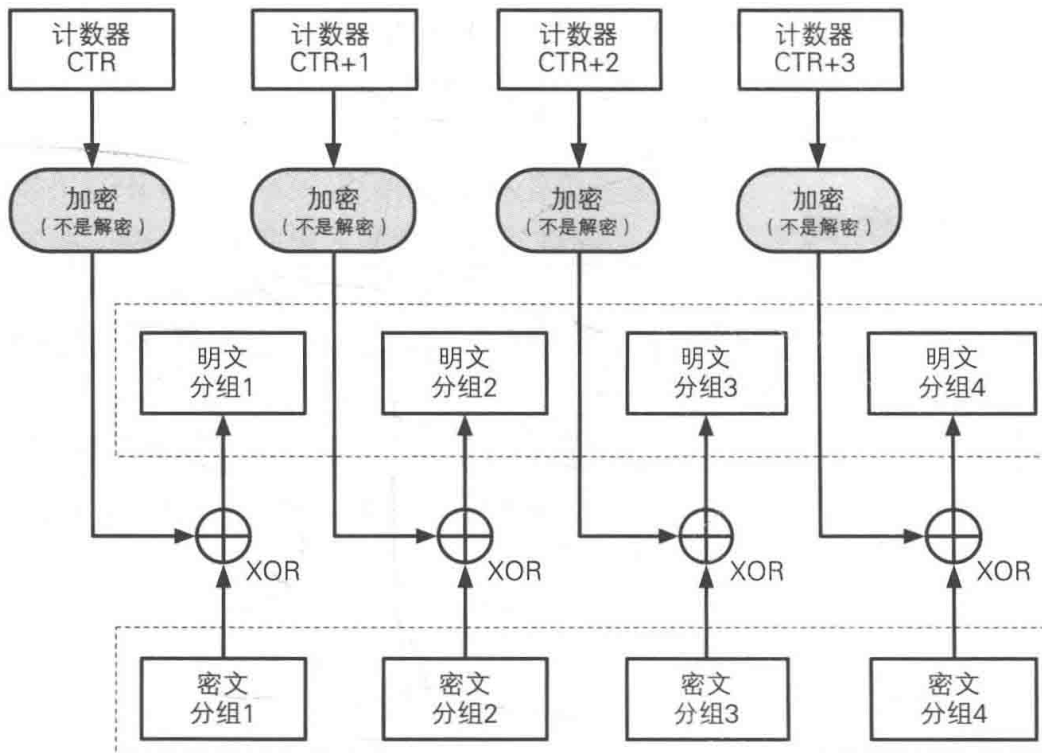 计数器
CTR
计数器
CTR+1
计数器
CTR+2
计数器
CTR+3
加密
(不是解密)
加密
(不是解密)
加密
(不是解密)
加密
(不是解密)
明文
分组1
明文
分组2
明文
分组3
明文
分组4
XOR
XOR
XOR
XOR
密文
分组1
密文
分组2
密文
分组3
密文
分组4